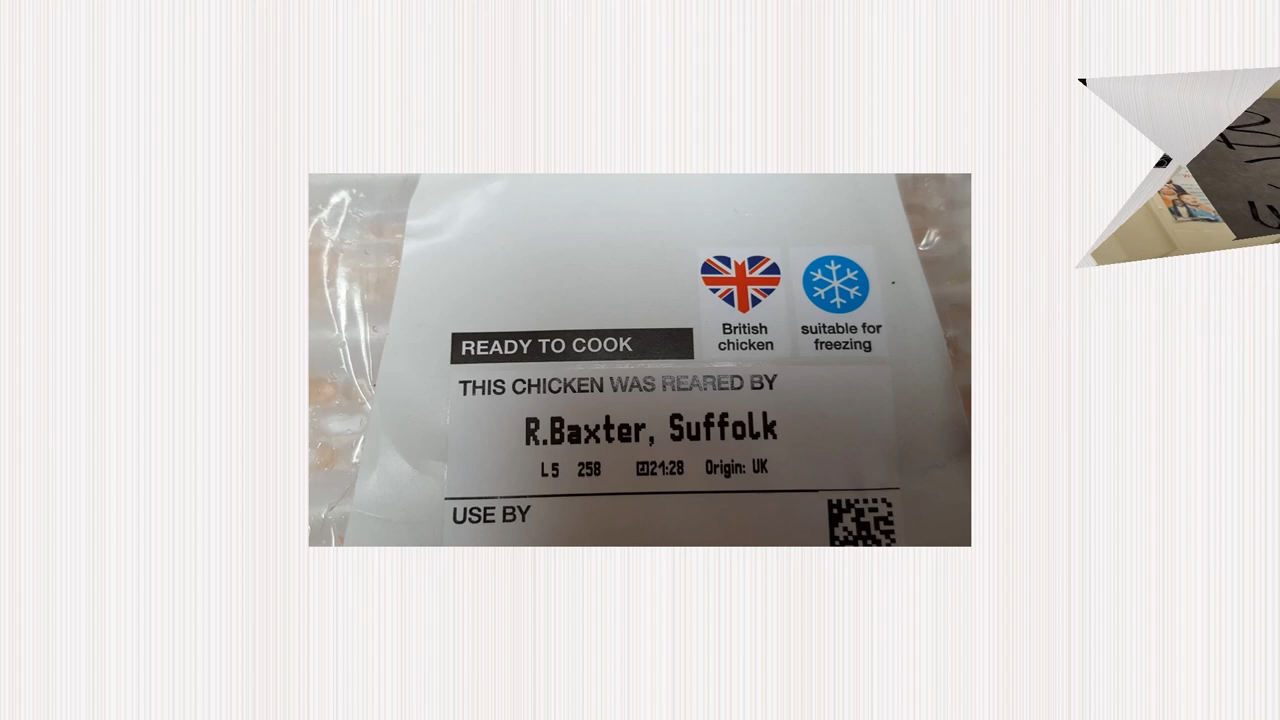 British
chicken
suitable for
freezing
READY TO COOK
THIS CHICKEN WAS REARED BY
R.Baxter, Suffolk
L5 258 21:28 Origin: UK
USE BY